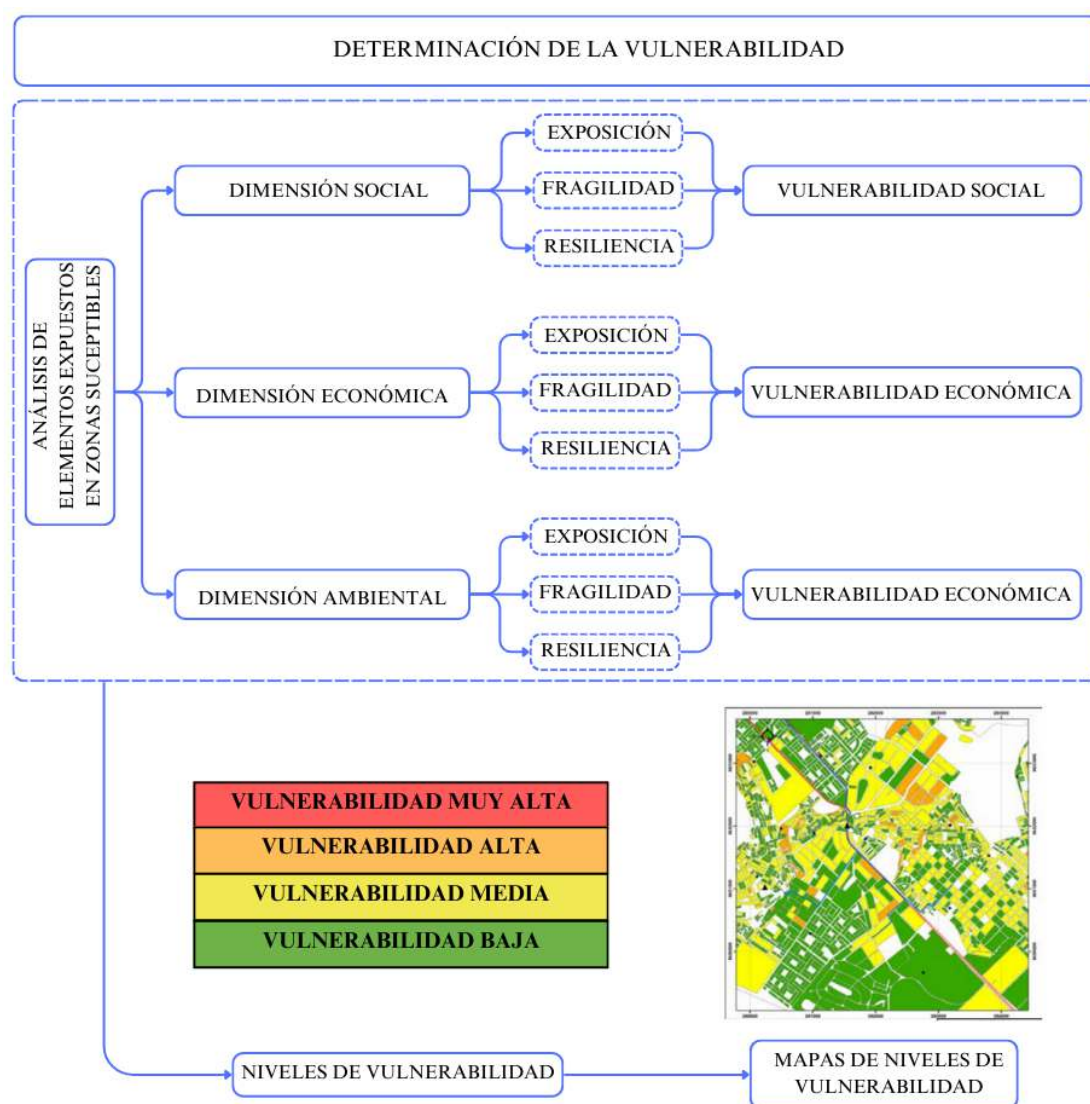 DETERMINACIÓN DE LA VULNERABILIDAD
EXPOSICIÓN
DIMENSIÓN SOCIAL
FRAGILIDAD
VULNERABILIDAD SOCIAL
RESILIENCIA
ANÁLISIS DE
ELEMENTOS EXPUESTOS
EN ZONAS SUCEPTIBLES
EXPOSICIÓN
DIMENSIÓN ECONÓMICA
FRAGILIDAD
VULNERABILIDAD ECONÓMICA
RESILIENCIA
EXPOSICIÓN
DIMENSIÓN AMBIENTAL
FRAGILIDAD
VULNERABILIDAD ECONÓMICA
RESILIENCIA
VULNERABILIDAD MUY ALTA
VULNERABILIDAD ALTA
VULNERABILIDAD MEDIA
VULNERABILIDAD BAJA
NIVELES DE VULNERABILIDAD
MAPAS DE NIVELES DE
VULNERABILIDAD